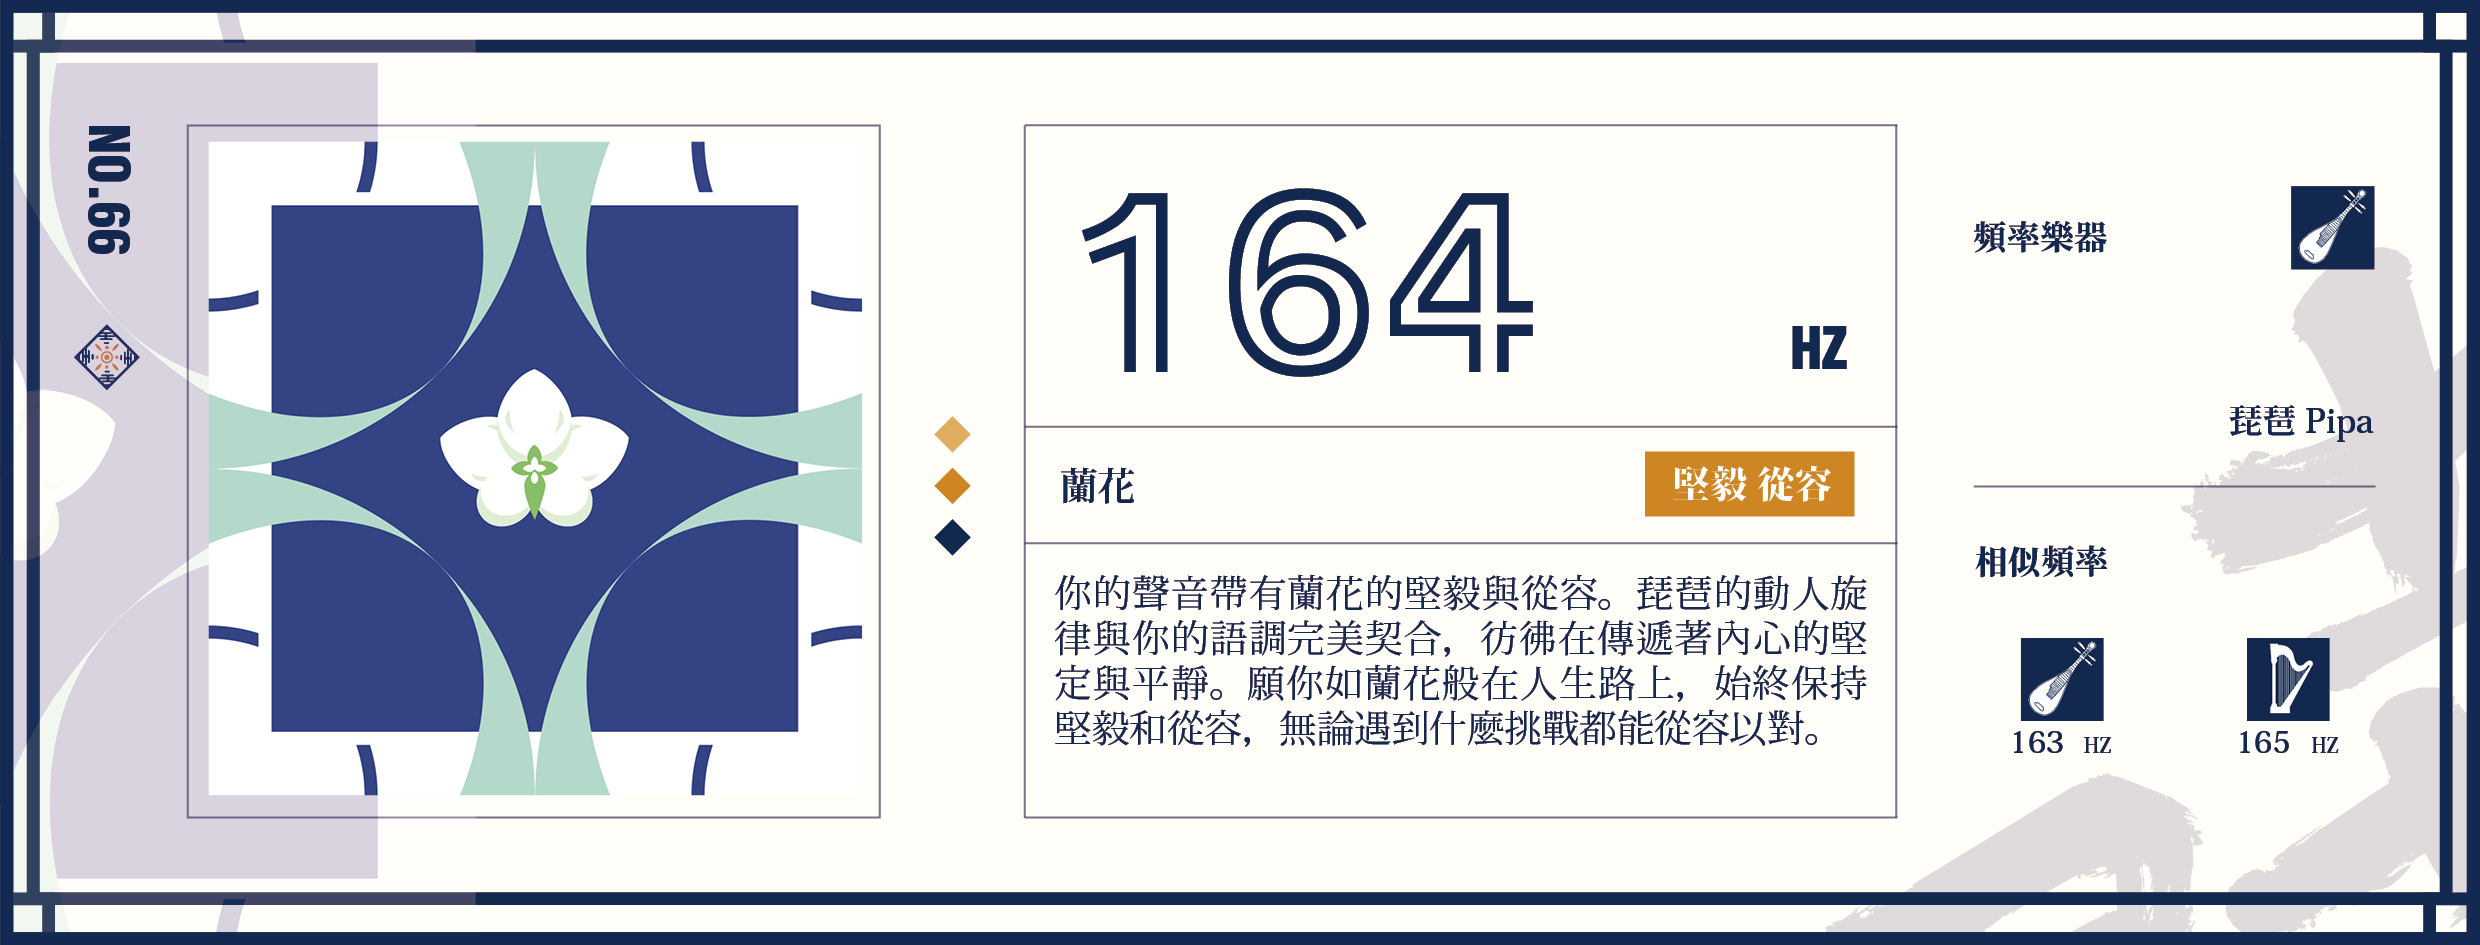 NO.66
164
HZ
蘭花
堅毅 從容
你的聲音帶有蘭花的堅毅與從容。琵琶的動人旋
律與你的語調完美契合，彷彿在傳遞著內心的堅
定與平靜。願你如蘭花般在人生路上，始終保持
堅毅和從容，無論遇到什麼挑戰都能從容以對。
頻率樂器
琵琶 Pipa
相似頻率
163 HZ
165 HZ